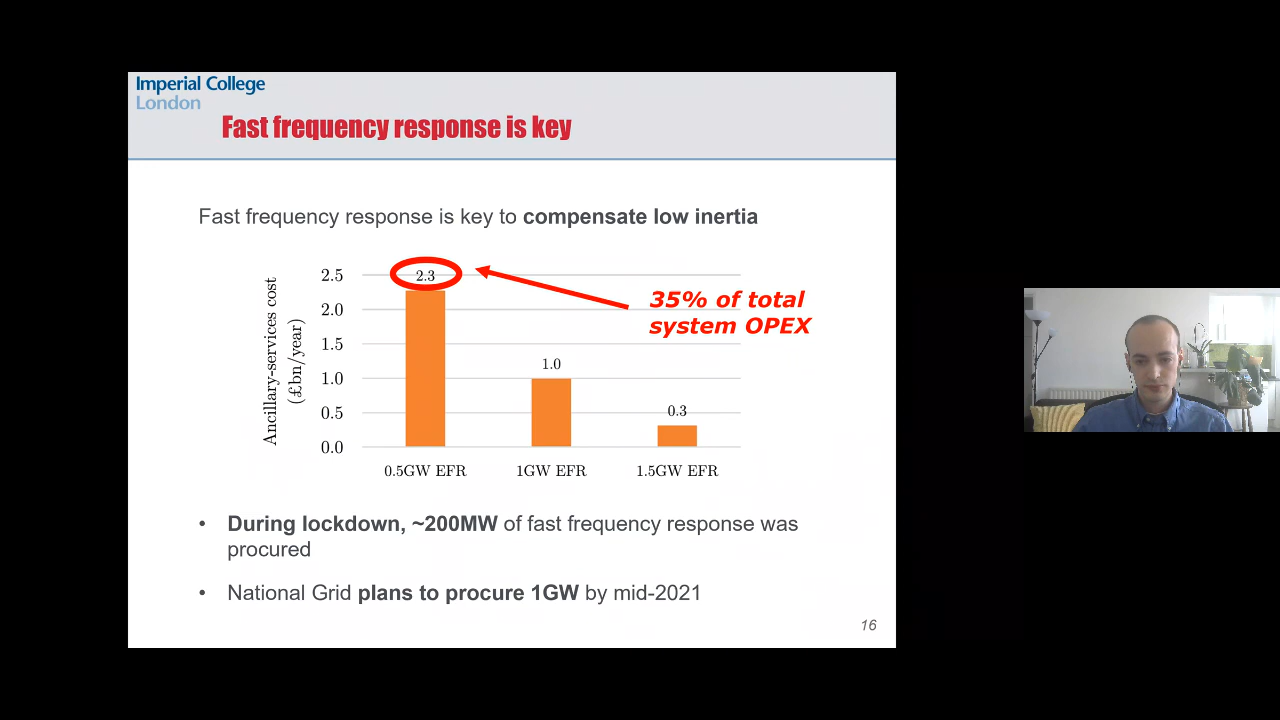 Imperial College
London
Fast frequency response is key
Fast frequency response is key to compensate low inertia
Ancillary-services cost
(£bn/year)
2.5
2.0
1.5
1.0
0.5
0.0
2.3
1.0
0.3
0.5GW EFR
1GW EFR
1.5GW EFR
35% of total
system OPEX
• During lockdown, ~200MW of fast frequency response was
procured
• National Grid plans to procure 1GW by mid-2021
16